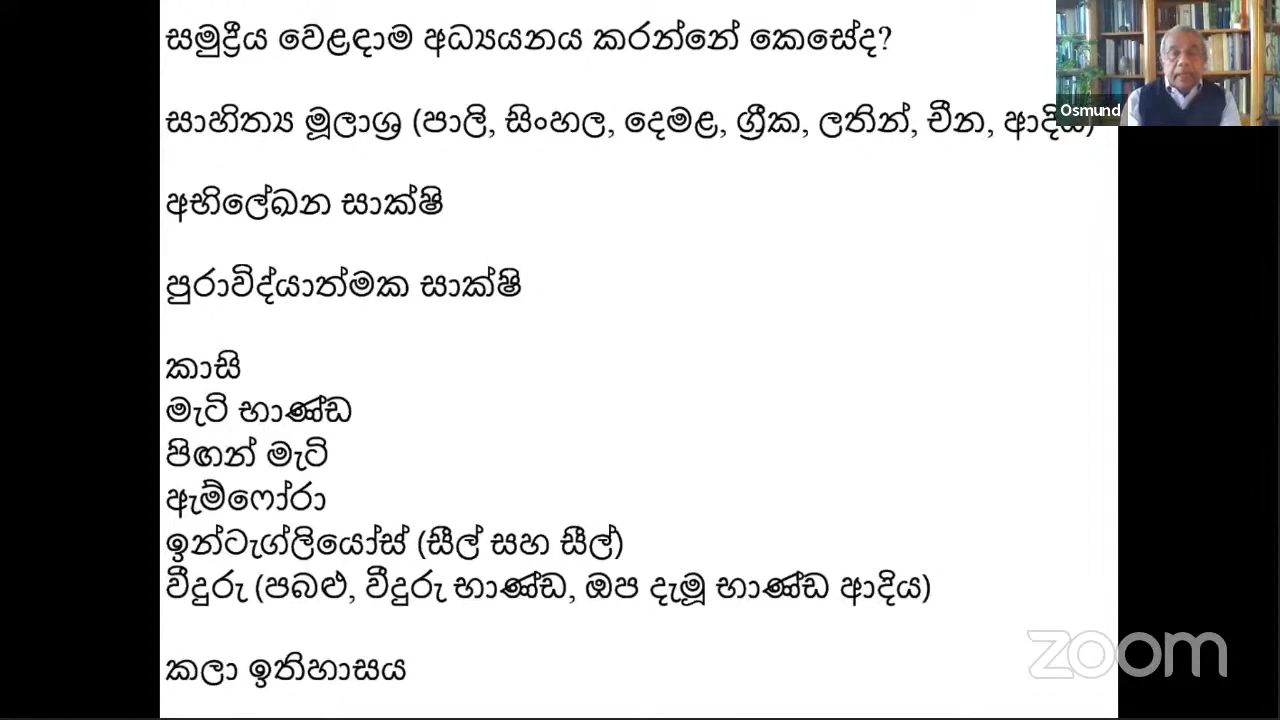 සමුද්‍රීය වෙළඳාම අධ්‍යයනය කරන්නේ කෙසේද?
සාහිත්‍ය මූලාශ්‍ර (පාලි, සිංහල, දෙමළ, ග්‍රීක, ලතින්, චීන, ආදිය)
Osmund
අභිලේඛන සාක්ෂි
පුරාවිද්යාත්මක සාක්ෂි
කාසි
මැටි භාණ්ඩ
පිඟන් මැටි
ඇම්ෆෝරා
ඉන්ටැග්ලියෝස් (සීල් සහ සීල්)
වීදුරු (පබළු, වීදුරු භාණ්ඩ, ඔප දැමූ භාණ්ඩ ආදිය)
කලා ඉතිහාසය
zoom